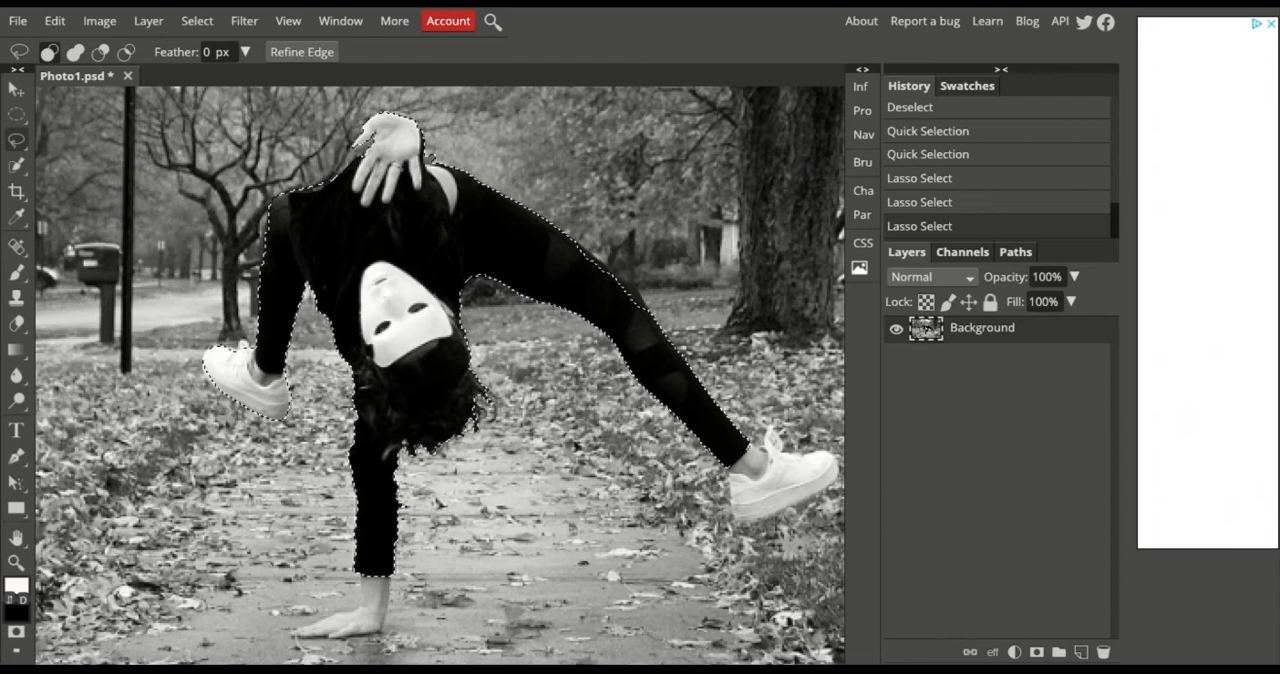 File Edit Image Layer Select Filter View Window More Account About Report a bug Learn Blog API
Feather: 0 px Refine Edge
Photo1.psd *
Inf
Pro
Nav
Bru
Cha
Par
CSS
History Swatches
Deselect
Quick Selection
Quick Selection
Lasso Select
Lasso Select
Lasso Select
Layers Channels Paths
Normal Opacity: 100%
Lock: Fill: 100%
Background
D
eff